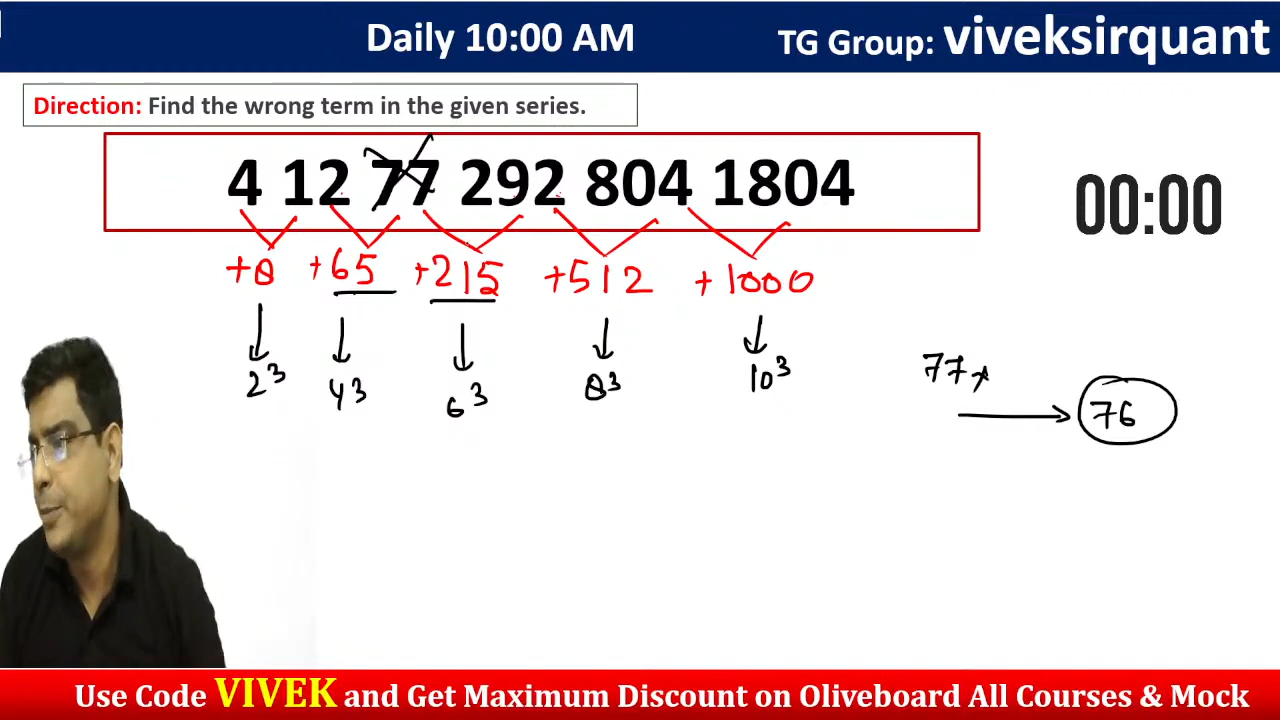 Daily 10:00 AM
TG Group: viveksirquant
Direction: Find the wrong term in the given series.
4 12 77 292 804 1804
00:00
+8 +65 +215 +512 +1000
2³ 4³ 6³ 8³ 10³
77x
76
Use Code VIVEK and Get Maximum Discount on Oliveboard All Courses & Mock